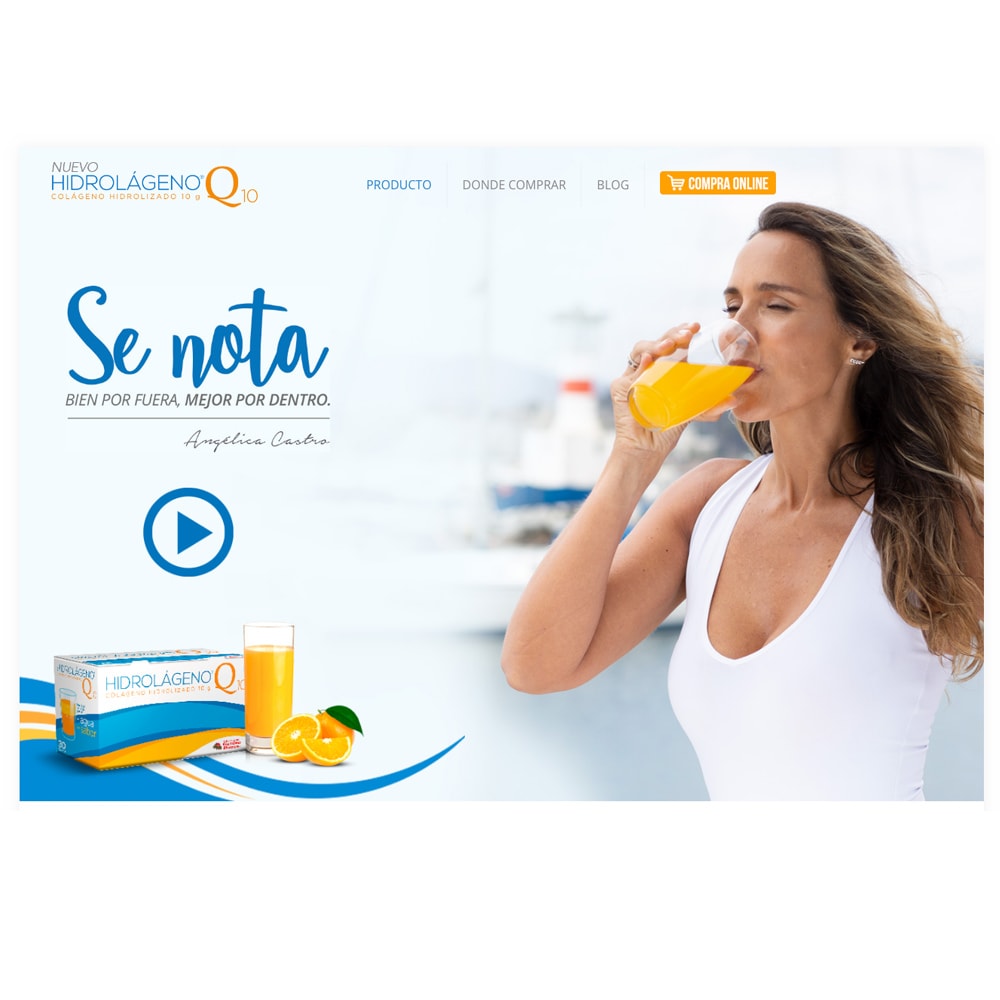 NUEVO
HIDROLÁGENO® Q10
COLÁGENO HIDROLIZADO 10 g
PRODUCTO
DONDE COMPRAR
BLOG
COMPRA ONLINE
Se nota
BIEN POR FUERA, MEJOR POR DENTRO.
Angélica Castro
HIDROLÁGENO®
HIDROLÁGENO® Q10
COLÁGENO HIDROLIZADO 10 g